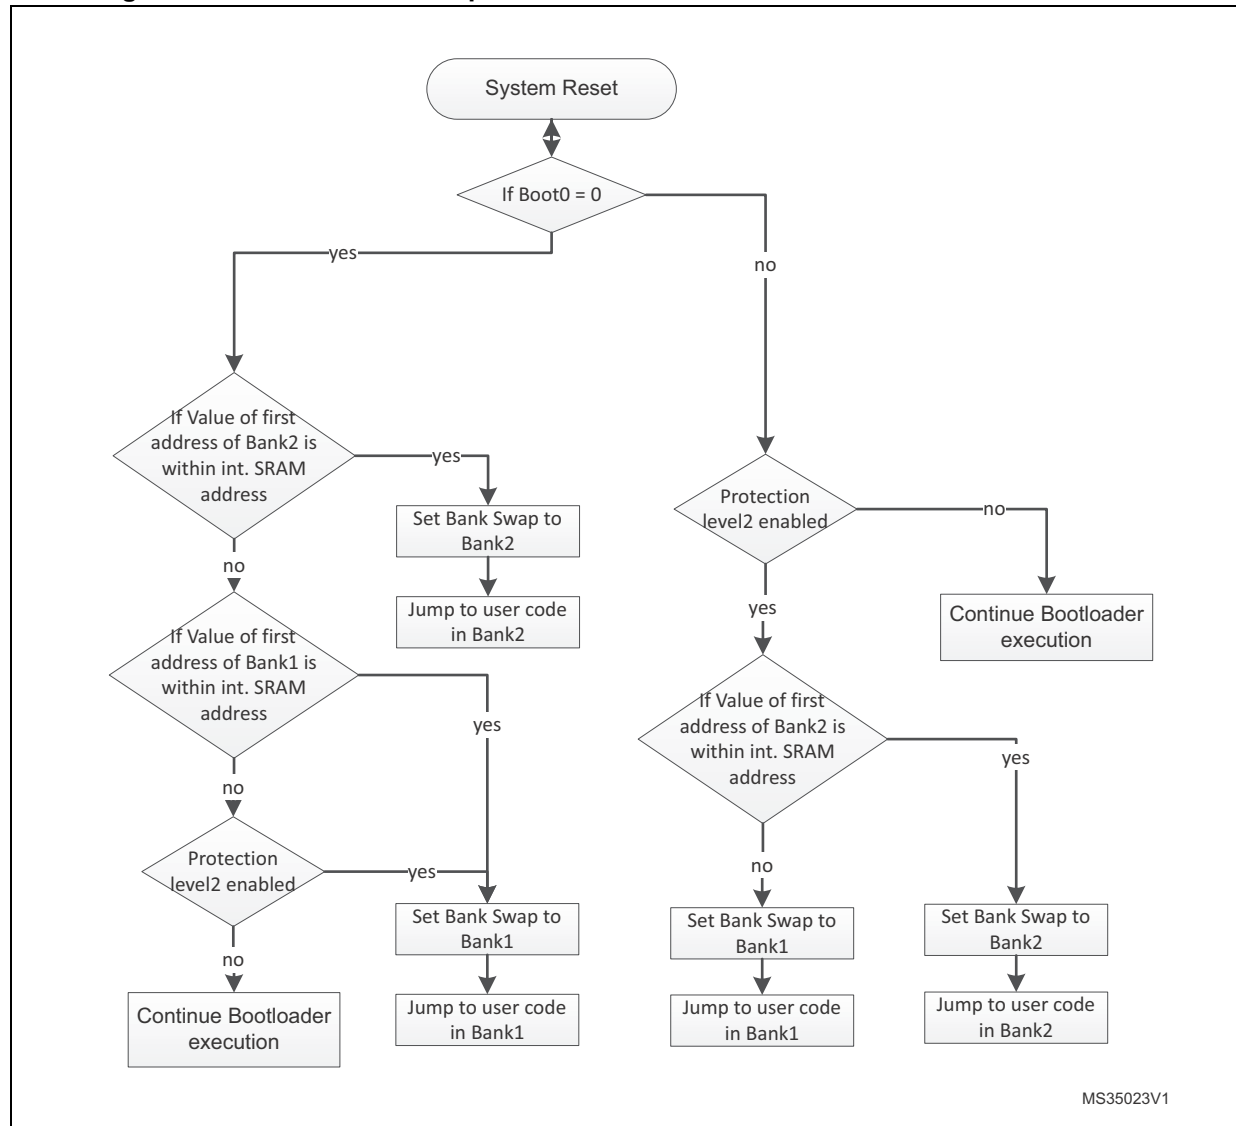 System Reset
If Boot0 = 0
yes
no
If Value of first
address of Bank2 is
within int. SRAM
address
yes
Set Bank Swap to
Bank2
Jump to user code
in Bank2
no
If Value of first
address of Bank1 is
within int. SRAM
address
yes
no
Protection
level2 enabled
yes
Set Bank Swap to
Bank1
Jump to user code
in Bank1
no
Continue Bootloader
execution
Protection
level2 enabled
no
Continue Bootloader
execution
yes
If Value of first
address of Bank2 is
within int. SRAM
address
yes
no
Set Bank Swap to
Bank1
Jump to user code
in Bank1
Set Bank Swap to
Bank2
Jump to user code
in Bank2
MS35023V1